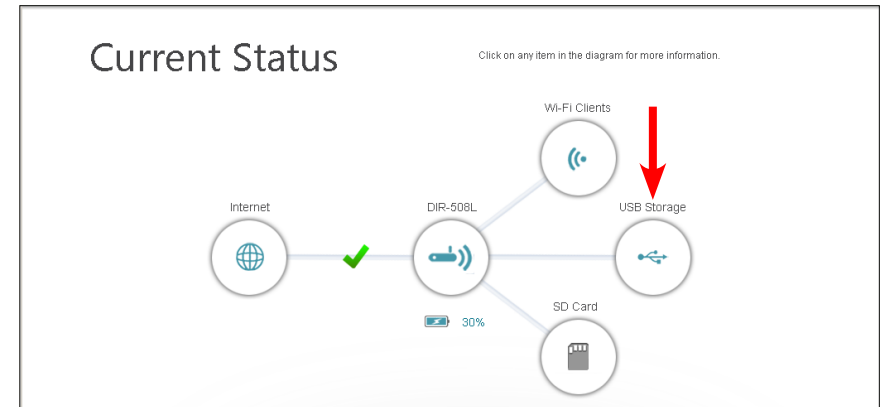 Current Status
Click on any item in the diagram for more information.
Wi-Fi Clients
Internet
DIR-508L
USB Storage
30%
SD Card